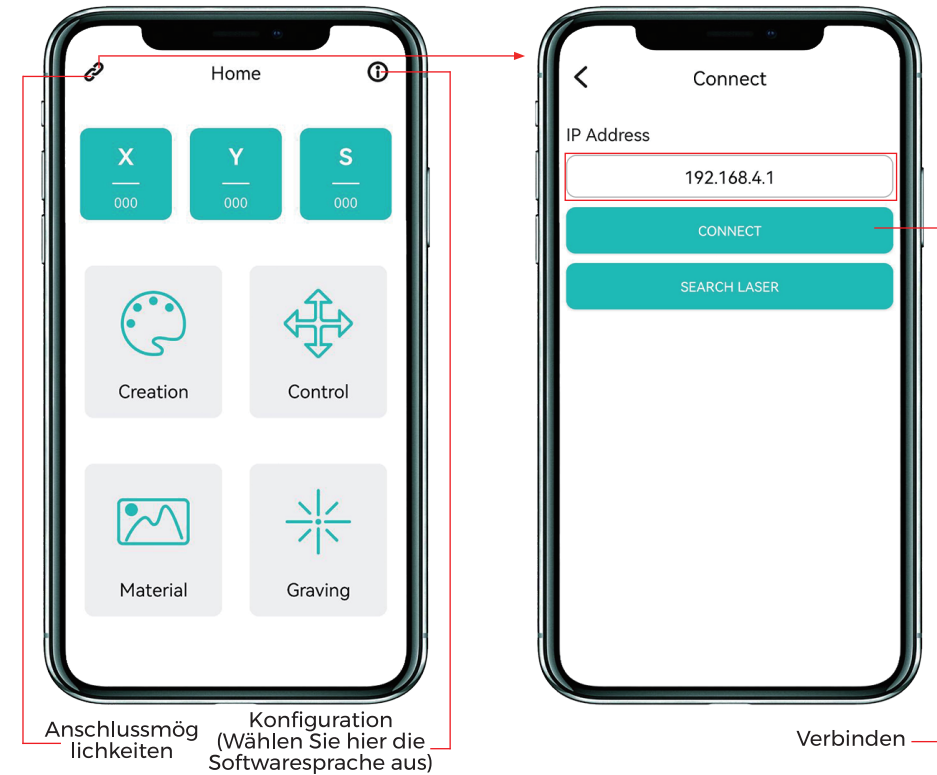 Home
X
Y
S
000
000
000
Creation
Control
Material
Graving
Anschlussmög
lichkeiten
Konfiguration
(Wählen Sie hier die
Softwaresprache aus)
Connect
IP Address
192.168.4.1
CONNECT
SEARCH LASER
Verbinden